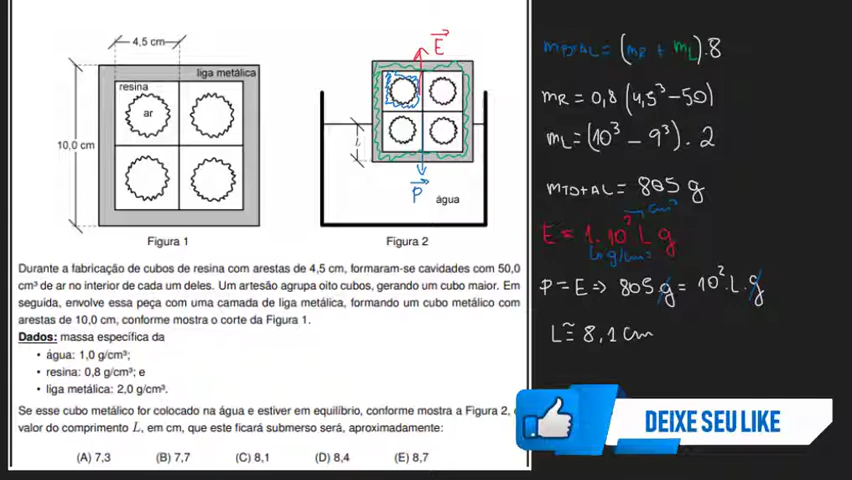 4,5 cm
liga metálica
resina
ar
10,0 cm
Figura 1
E
L
P
água
Figura 2
Durante a fabricação de cubos de resina com arestas de 4,5 cm, formaram-se cavidades com 50,0
cm³ de ar no interior de cada um deles. Um artesão agrupa oito cubos, gerando um cubo maior. Em
seguida, envolve essa peça com uma camada de liga metálica, formando um cubo metálico com
arestas de 10,0 cm, conforme mostra o corte da Figura 1.
Dados: massa específica da
• água: 1,0 g/cm³;
• resina: 0,8 g/cm³; e
• liga metálica: 2,0 g/cm³.
Se esse cubo metálico for colocado na água e estiver em equilíbrio, conforme mostra a Figura 2,
valor do comprimento L, em cm, que este ficará submerso será, aproximadamente:
(A) 7,3 (B) 7,7 (C) 8,1 (D) 8,4 (E) 8,7
mTOTAL = (mR + mL).8
mR = 0,8 (4,5³ - 50)
mL = (10³ - 9³). 2
mTOTAL = 805 g
cm²
E = 1.10² L g
g/cm³
P = E => 805 g = 10². L. g
L ≅ 8,1 cm
DEIXE SEU LIKE